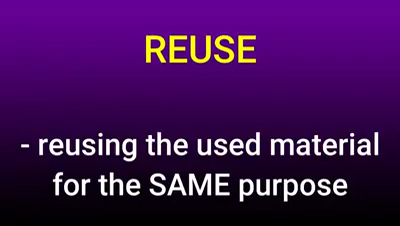 REUSE
- reusing the used material
for the SAME purpose